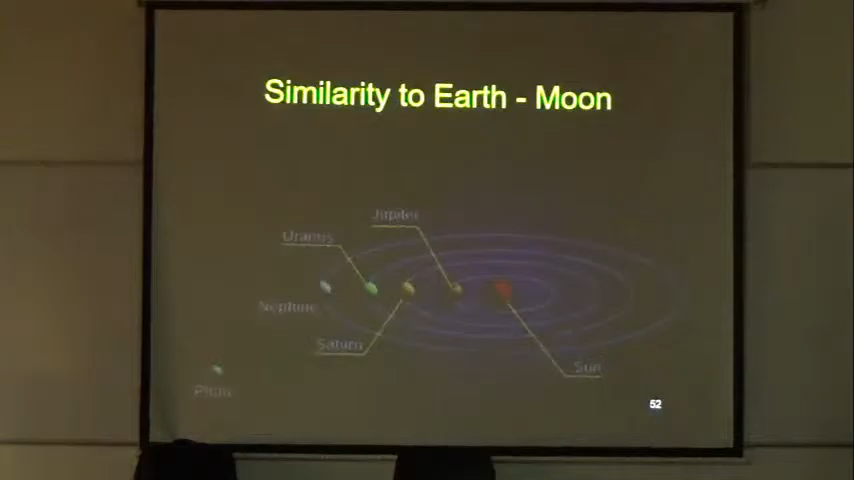 Similarity to Earth - Moon
Jupiter
Uranus
Neptune
Saturn
Sun
Pluto
52